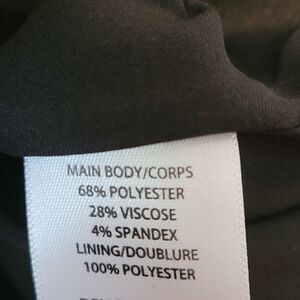 MAIN BODY/CORPS
68% POLYESTER
28% VISCOSE
4% SPANDEX
LINING/DOUBLURE
100% POLYESTER